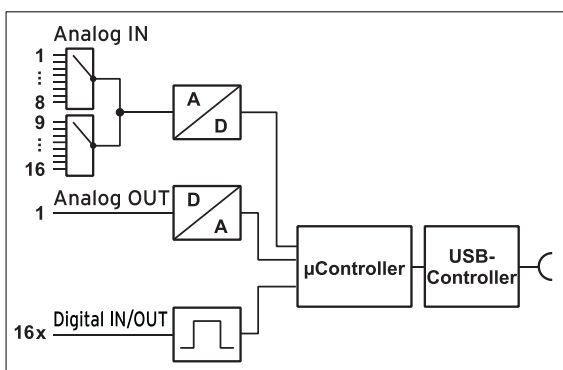 Analog IN
1
⋮
8
9
⋮
16
A
D
Analog OUT
1
D
A
µController
USB-
Controller
Digital IN/OUT
16x